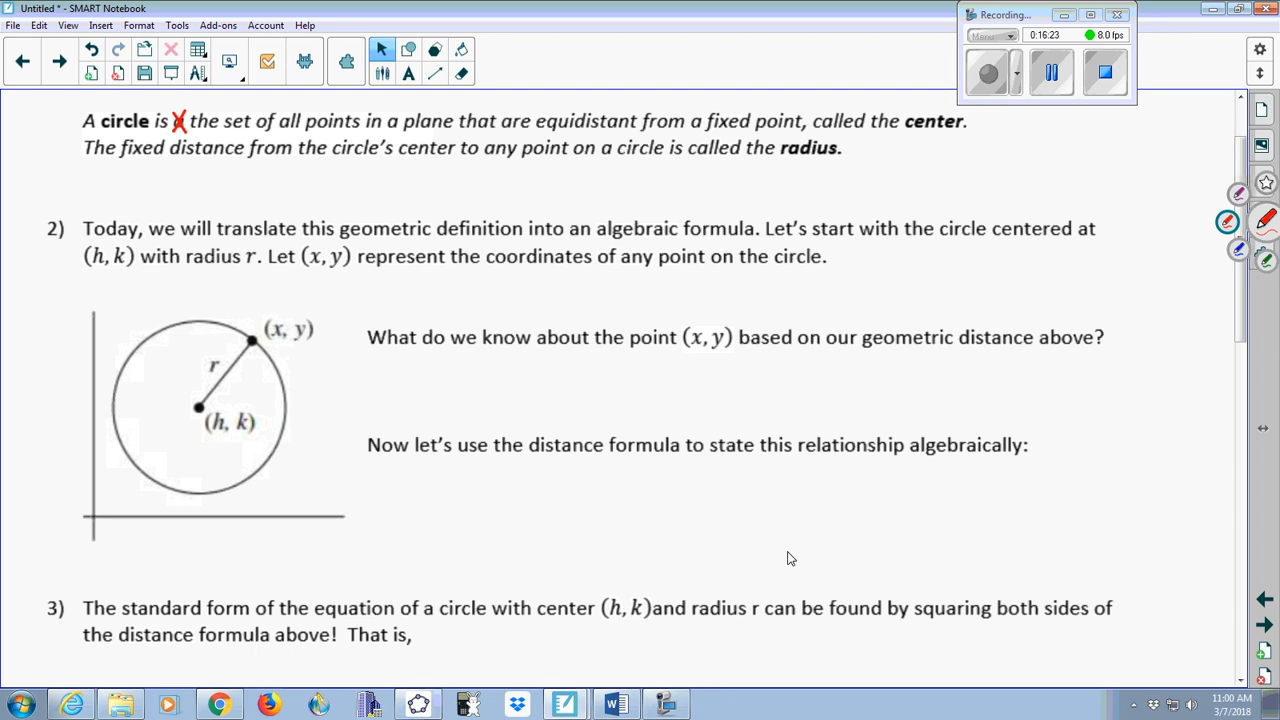 Untitled * - SMART Notebook
File Edit View Insert Format Tools Add-ons Account Help
Recording...
Menu
0:16:23 8.0 fps
A circle is the set of all points in a plane that are equidistant from a fixed point, called the center.
The fixed distance from the circle's center to any point on a circle is called the radius.
2) Today, we will translate this geometric definition into an algebraic formula. Let's start with the circle centered at
(h, k) with radius r. Let (x, y) represent the coordinates of any point on the circle.
(x, y)
r
(h, k)
What do we know about the point (x, y) based on our geometric distance above?
Now let's use the distance formula to state this relationship algebraically:
3) The standard form of the equation of a circle with center (h, k)and radius r can be found by squaring both sides of
the distance formula above! That is,
11:00 AM
3/7/2018